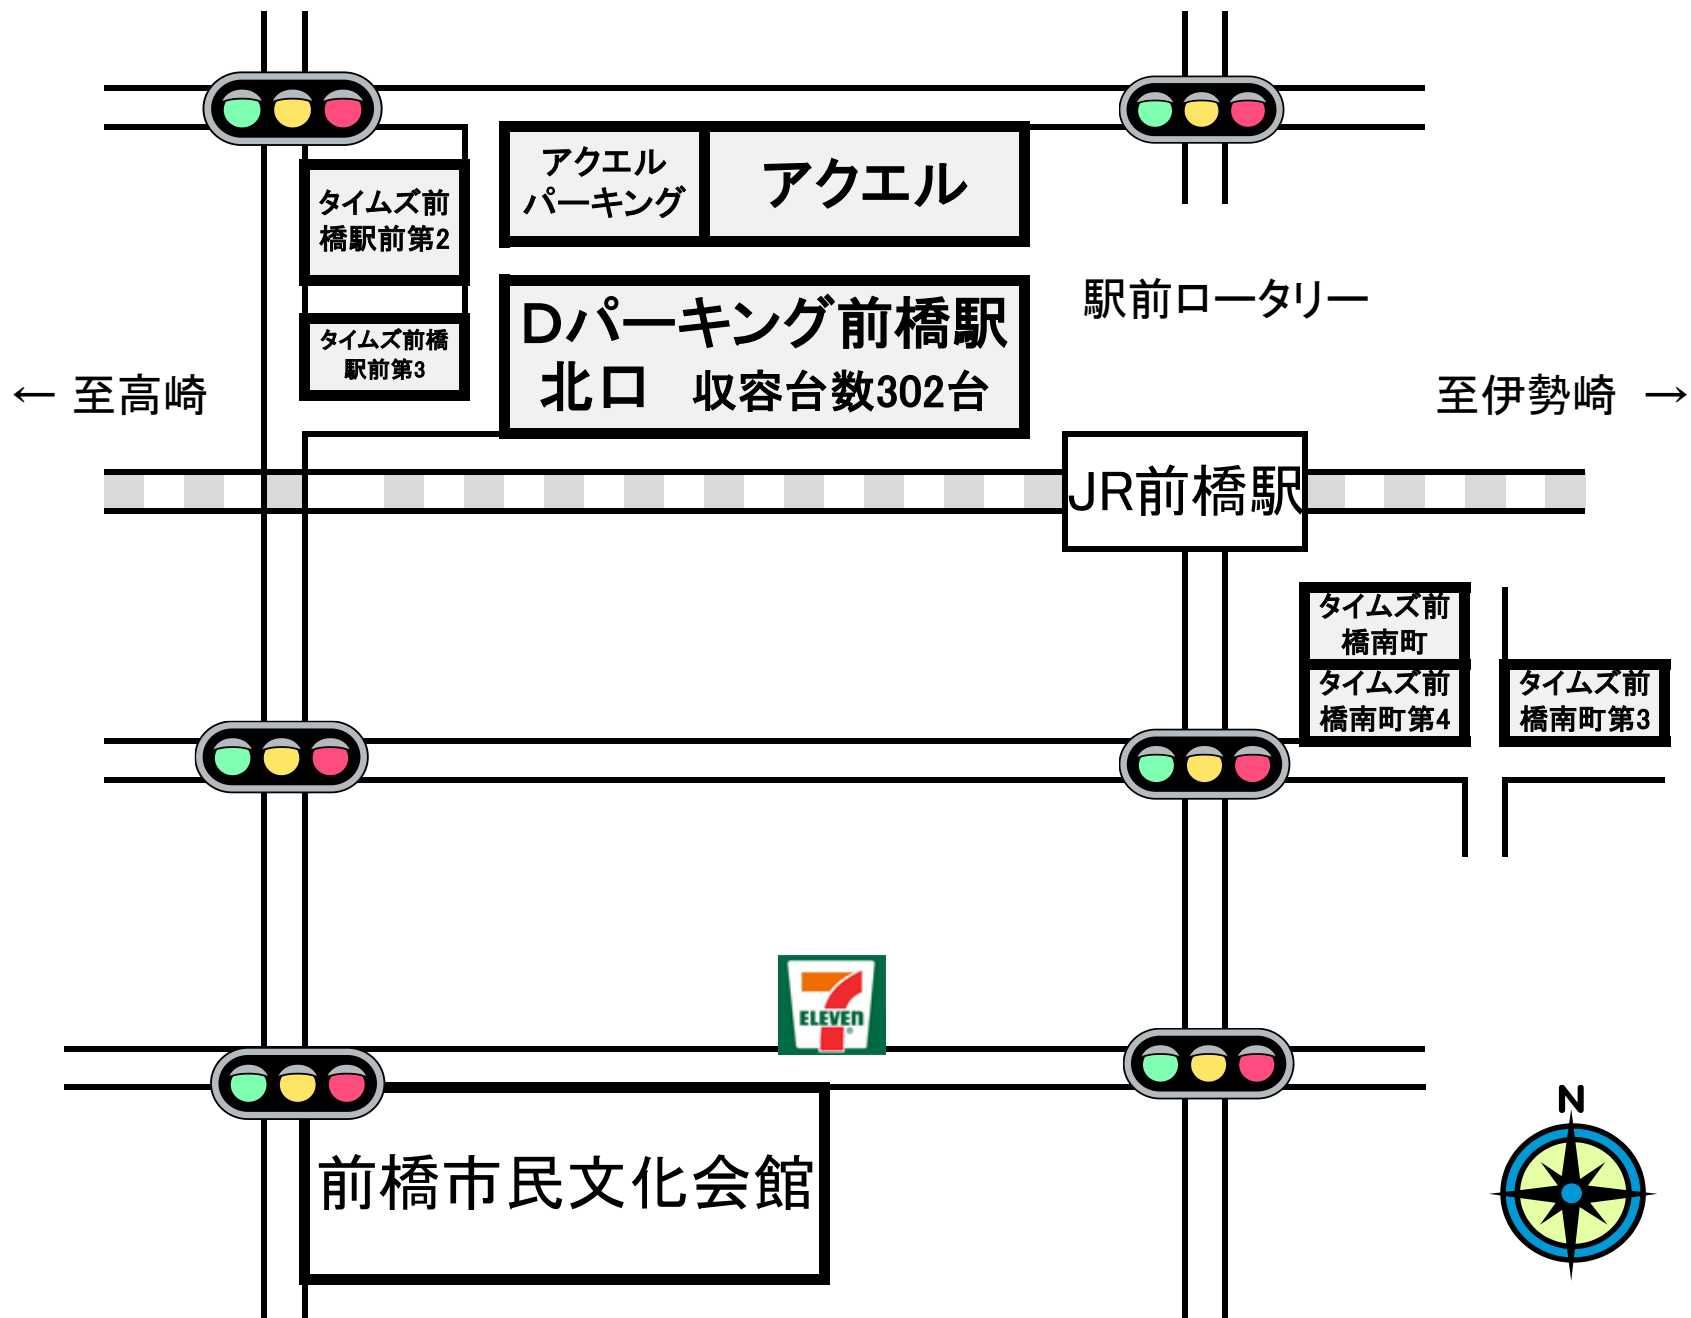 アクエル
パーキング
アクエル
タイムズ前
橋駅前第2
Dパーキング前橋駅
北口 収容台数302台
駅前ロータリー
タイムズ前橋
駅前第3
← 至高崎
至伊勢崎 →
JR前橋駅
タイムズ前
橋南町
タイムズ前
橋南町第4
タイムズ前
橋南町第3
7
ELEVEN
®
前橋市民文化会館
N